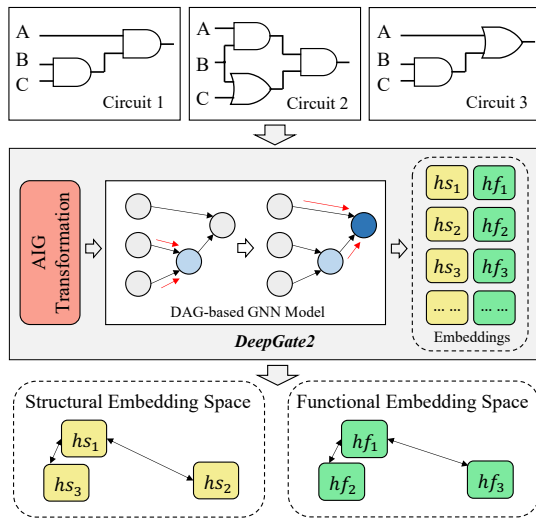 A
B
C
Circuit 1
A
B
C
Circuit 2
A
B
C
Circuit 3
AIG
Transformation
DAG-based GNN Model
hs₁ hf₁
hs₂ hf₂
hs₃ hf₃
... ... ... ...
Embeddings
DeepGate2
Structural Embedding Space
hs₁
hs₃
hs₂
Functional Embedding Space
hf₁
hf₂
hf₃